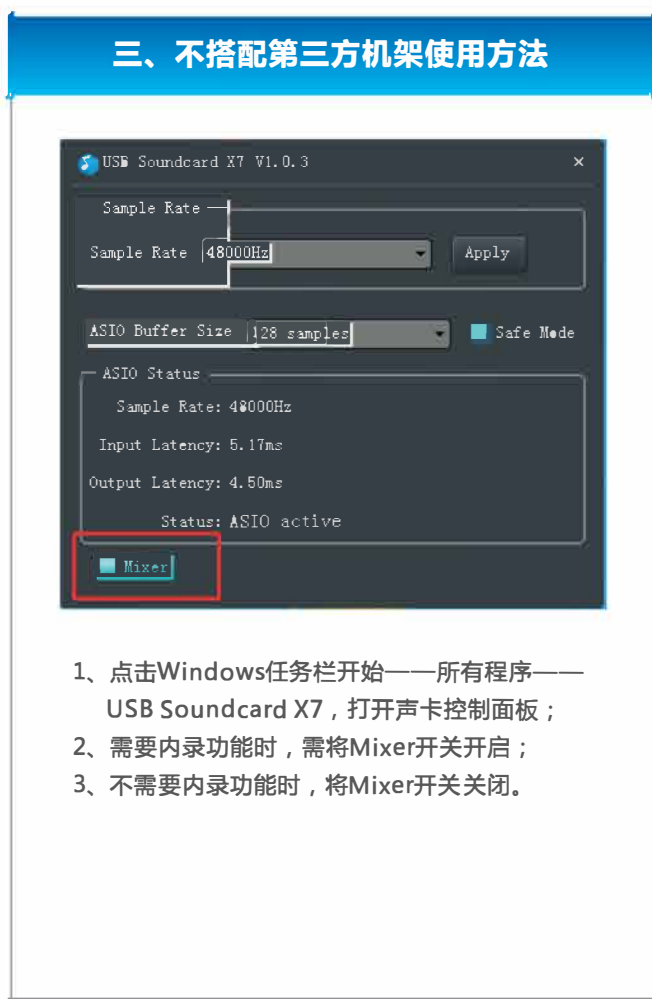 三、不搭配第三方机架使用方法
USB Soundcard X7 V1.0.3 ×
Sample Rate
Sample Rate 48000Hz Apply
ASIO Buffer Size 128 samples Safe Mode
ASIO Status
Sample Rate: 48000Hz
Input Latency: 5.17ms
Output Latency: 4.50ms
Status: ASIO active
Mixer
1、点击Windows任务栏开始——所有程序——
USB Soundcard X7，打开声卡控制面板；
2、需要内录功能时，需将Mixer开关开启；
3、不需要内录功能时，将Mixer开关关闭。